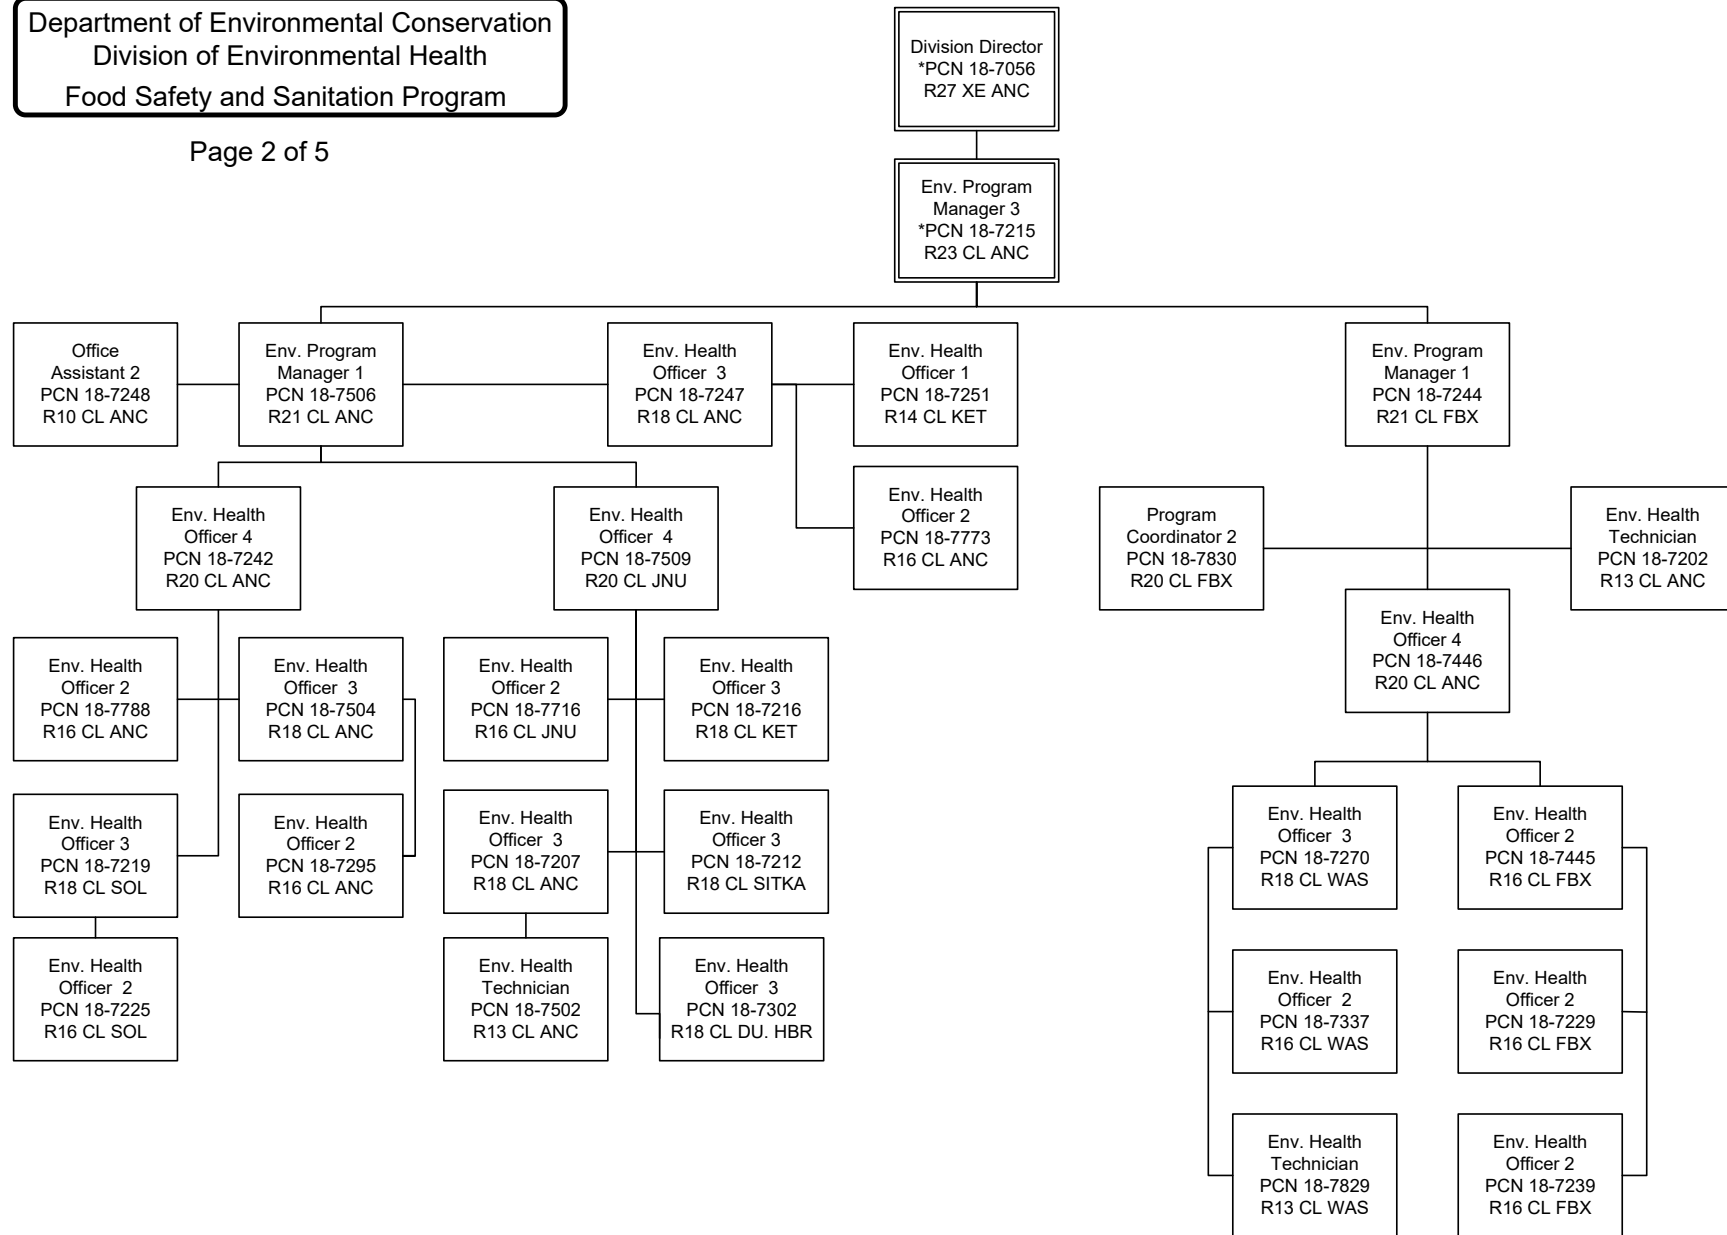 Department of Environmental Conservation
Division of Environmental Health
Food Safety and Sanitation Program
Page 2 of 5
Division Director
*PCN 18-7056
R27 XE ANC
Env. Program
Manager 3
*PCN 18-7215
R23 CL ANC
Office
Assistant 2
PCN 18-7248
R10 CL ANC
Env. Program
Manager 1
PCN 18-7506
R21 CL ANC
Env. Health
Officer 3
PCN 18-7247
R18 CL ANC
Env. Health
Officer 1
PCN 18-7251
R14 CL KET
Env. Program
Manager 1
PCN 18-7244
R21 CL FBX
Env. Health
Officer 4
PCN 18-7242
R20 CL ANC
Env. Health
Officer 4
PCN 18-7509
R20 CL JNU
Env. Health
Officer 2
PCN 18-7773
R16 CL ANC
Program
Coordinator 2
PCN 18-7830
R20 CL FBX
Env. Health
Technician
PCN 18-7202
R13 CL ANC
Env. Health
Officer 4
PCN 18-7446
R20 CL ANC
Env. Health
Officer 2
PCN 18-7788
R16 CL ANC
Env. Health
Officer 3
PCN 18-7504
R18 CL ANC
Env. Health
Officer 2
PCN 18-7716
R16 CL JNU
Env. Health
Officer 3
PCN 18-7216
R18 CL KET
Env. Health
Officer 3
PCN 18-7219
R18 CL SOL
Env. Health
Officer 2
PCN 18-7295
R16 CL ANC
Env. Health
Officer 3
PCN 18-7207
R18 CL ANC
Env. Health
Officer 3
PCN 18-7212
R18 CL SITKA
Env. Health
Officer 3
PCN 18-7270
R18 CL WAS
Env. Health
Officer 2
PCN 18-7445
R16 CL FBX
Env. Health
Officer 2
PCN 18-7225
R16 CL SOL
Env. Health
Technician
PCN 18-7502
R13 CL ANC
Env. Health
Officer 3
PCN 18-7302
R18 CL DU. HBR
Env. Health
Officer 2
PCN 18-7337
R16 CL WAS
Env. Health
Officer 2
PCN 18-7229
R16 CL FBX
Env. Health
Technician
PCN 18-7829
R13 CL WAS
Env. Health
Officer 2
PCN 18-7239
R16 CL FBX